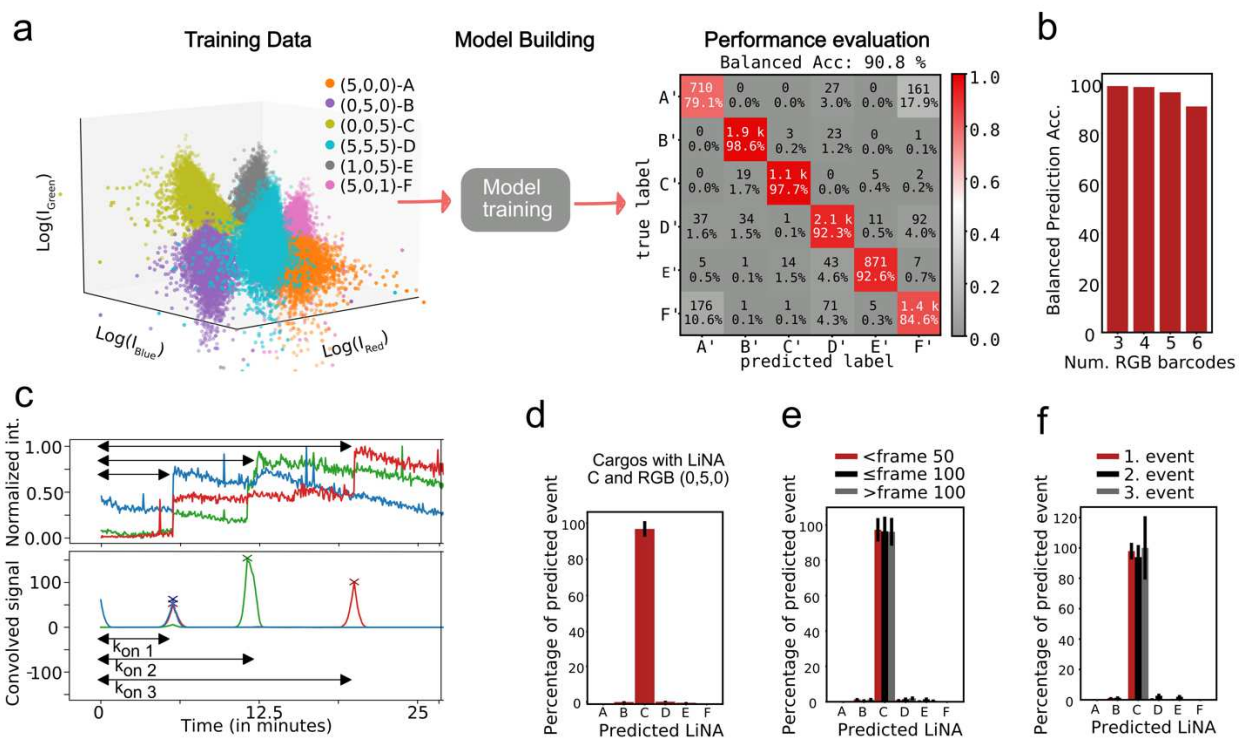 a
Training Data
Model Building
Performance evaluation
Balanced Acc: 90.8 %
(5,0,0)-A
(0,5,0)-B
(0,0,5)-C
(5,5,5)-D
(1,0,5)-E
(5,0,1)-F
Log(I_Green)
Log(I_Blue)
Log(I_Red)
Model
training
true label
A'
710 0 0 27 0 161
79.1% 0.0% 0.0% 3.0% 0.0% 17.9%
B'
0 1.9 k 3 23 0 1
0.0% 98.6% 0.2% 1.2% 0.0% 0.1%
C'
0 19 1.1 k 0 5 2
0.0% 1.7% 97.7% 0.0% 0.4% 0.2%
D'
37 34 1 2.1 k 11 92
1.6% 1.5% 0.1% 92.3% 0.5% 4.0%
E'
5 1 14 43 871 7
0.5% 0.1% 1.5% 4.6% 92.6% 0.7%
F'
176 1 1 71 5 1.4 k
10.6% 0.1% 0.1% 4.3% 0.3% 84.6%
A' B' C' D' E' F'
predicted label
1.0
0.8
0.6
0.4
0.2
0.0
b
Balanced Prediction Acc.
100
80
60
40
20
0
3 4 5 6
Num. RGB barcodes
c
Normalized int.
1.00
0.50
0.00
Convolved signal
100
0
-100
k_on 1
k_on 2
k_on 3
0 12.5 25
Time (in minutes)
d
Cargos with LiNA
C and RGB (0,5,0)
Percentage of predicted event
100
80
60
40
20
0
A B C D E F
Predicted LiNA
e
<frame 50
≤frame 100
>frame 100
Percentage of predicted event
100
80
60
40
20
0
A B C D E F
Predicted LiNA
f
1. event
2. event
3. event
Percentage of predicted event
120
100
80
60
40
20
0
A B C D E F
Predicted LiNA